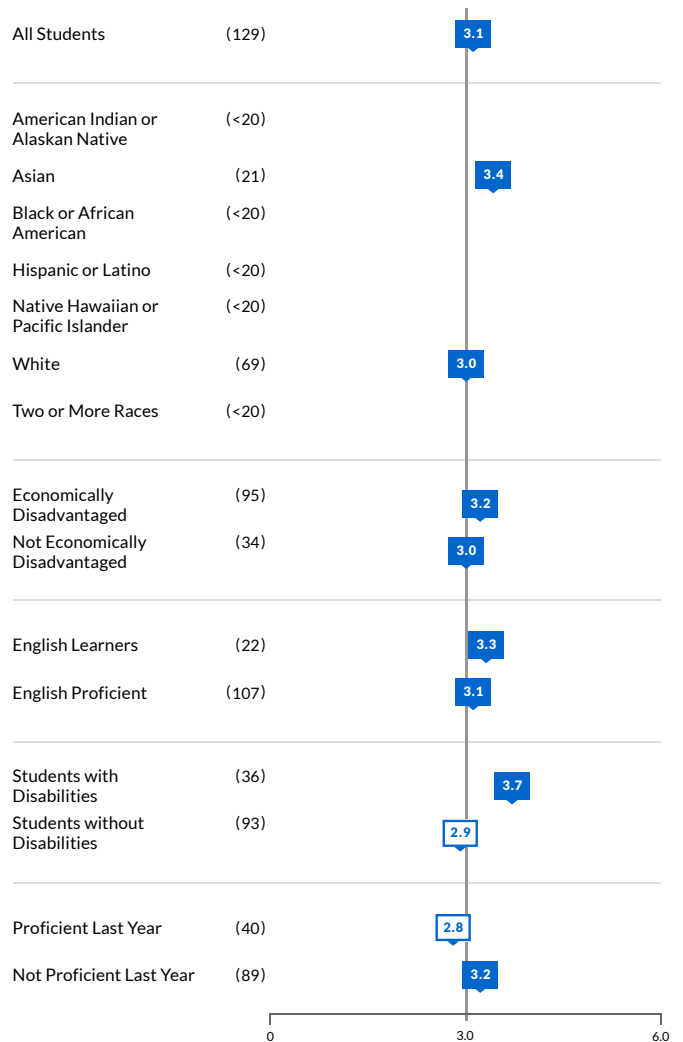 All Students (129) 3.1
American Indian or (<20)
Alaskan Native
Asian (21) 3.4
Black or African (<20)
American
Hispanic or Latino (<20)
Native Hawaiian or (<20)
Pacific Islander
White (69) 3.0
Two or More Races (<20)
Economically (95) 3.2
Disadvantaged
Not Economically (34) 3.0
Disadvantaged
English Learners (22) 3.3
English Proficient (107) 3.1
Students with (36) 3.7
Disabilities
Students without (93) 2.9
Disabilities
Proficient Last Year (40) 2.8
Not Proficient Last Year (89) 3.2
0 3.0 6.0